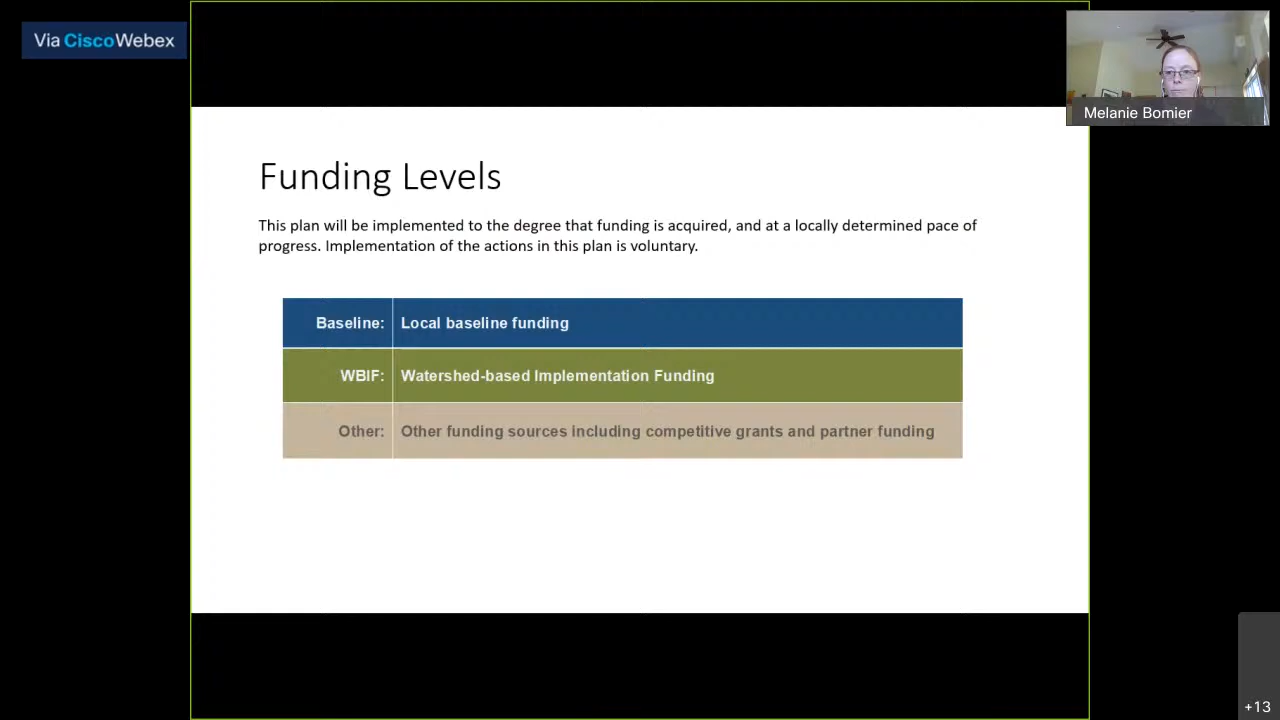 Via CiscoWebex
Melanie Bomier
Funding Levels
This plan will be implemented to the degree that funding is acquired, and at a locally determined pace of
progress. Implementation of the actions in this plan is voluntary.
Baseline: Local baseline funding
WBIF: Watershed-based Implementation Funding
Other: Other funding sources including competitive grants and partner funding
+13